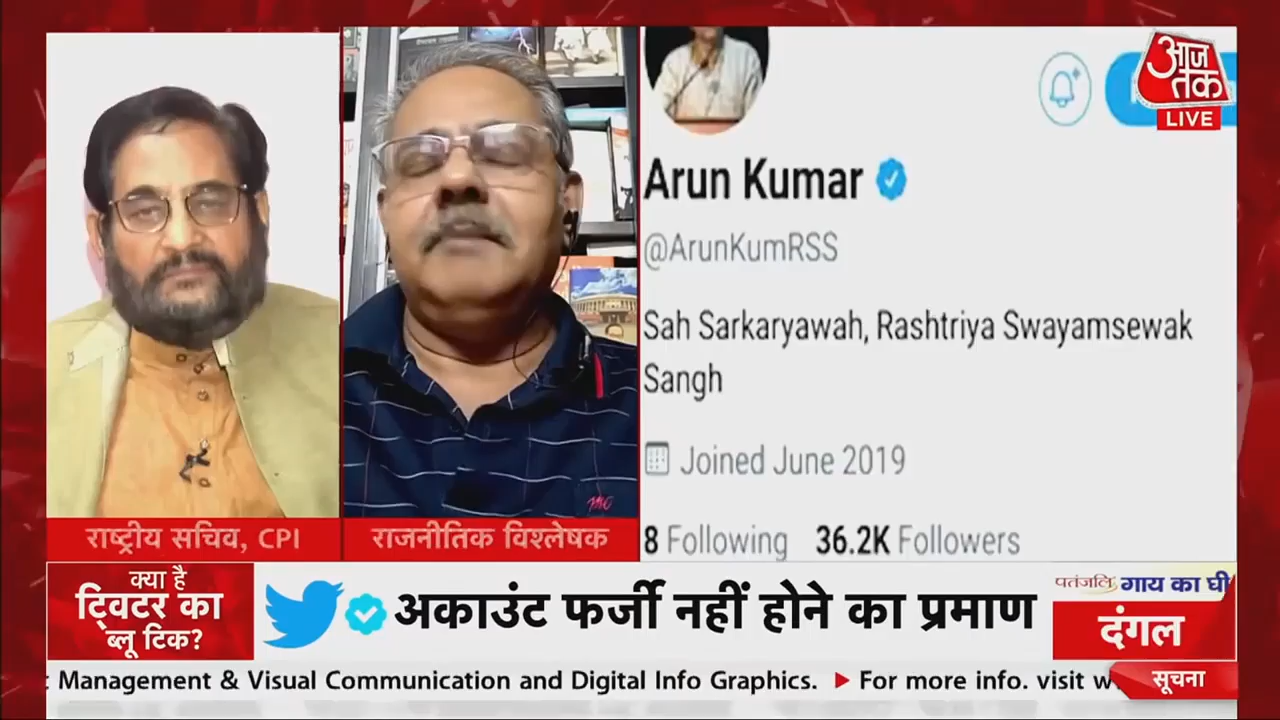 आज
तक
LIVE
Arun Kumar
@ArunKumRSS
Sah Sarkaryawah, Rashtriya Swayamsewak
Sangh
Joined June 2019
8 Following 36.2K Followers
राष्ट्रीय सचिव, CPI
राजनीतिक विश्लेषक
क्या है
ट्विटर का
ब्लू टिक?
अकाउंट फर्जी नहीं होने का प्रमाण
पतंजलि गाय का घी
दंगल
Management & Visual Communication and Digital Info Graphics. For more info. visit
सूचना